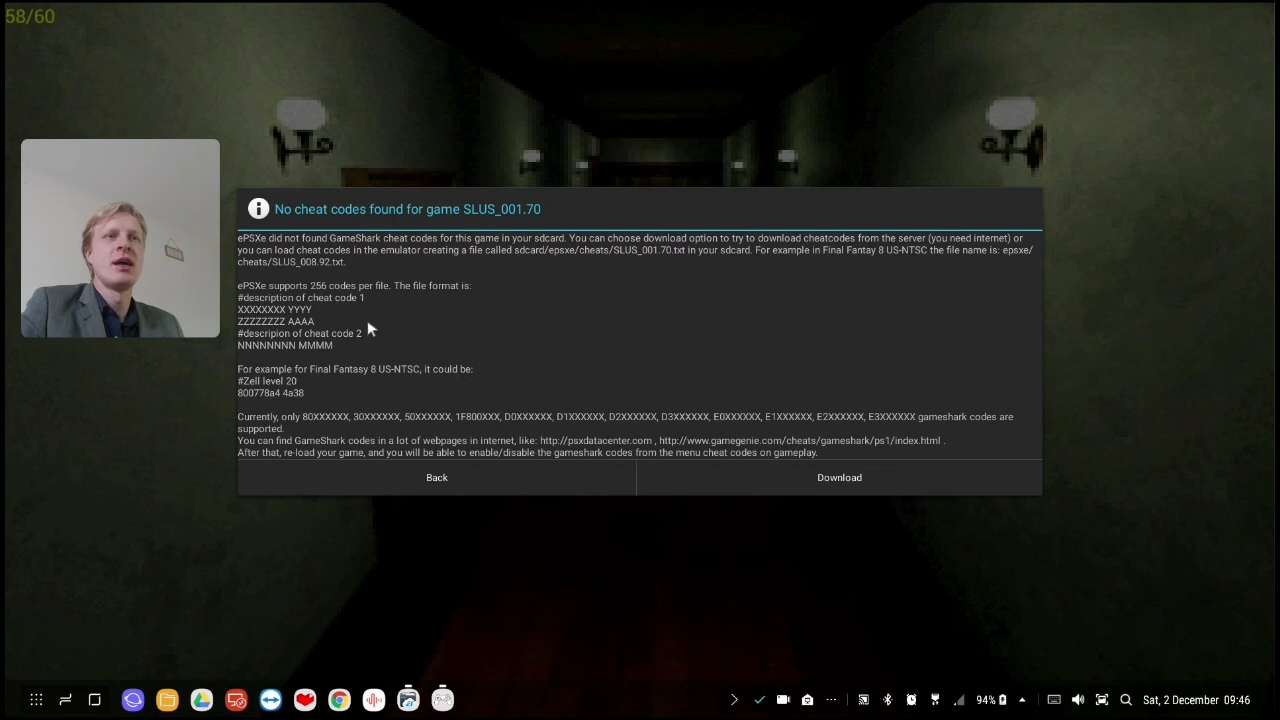 58/60
No cheat codes found for game SLUS_001.70
ePSXe did not found GameShark cheat codes for this game in your sdcard. You can choose download option to try to download cheatcodes from the server (you need internet) or
you can load cheat codes in the emulator creating a file called sdcard/epsxe/cheats/SLUS_001.70.txt in your sdcard. For example in Final Fantay 8 US-NTSC the file name is: epsxe/
cheats/SLUS_008.92.txt.
ePSXe supports 256 codes per file. The file format is:
#description of cheat code 1
XXXXXXXX YYYY
ZZZZZZZZ AAAA
#descripion of cheat code 2
NNNNNNNN MMMM
For example for Final Fantasy 8 US-NTSC, it could be:
#Zell level 20
800778a4 4a38
Currently, only 80XXXXXX, 30XXXXXX, 50XXXXXX, 1F800XXX, D0XXXXXX, D1XXXXXX, D2XXXXXX, D3XXXXXX, E0XXXXXX, E1XXXXXX, E2XXXXXX, E3XXXXXX gameshark codes are
supported.
You can find GameShark codes in a lot of webpages in internet, like: http://psxdatacenter.com , http://www.gamegenie.com/cheats/gameshark/ps1/index.html .
After that, re-load your game, and you will be able to enable/disable the gameshark codes from the menu cheat codes on gameplay.
Back
Download
94%
Sat, 2 December 09:46